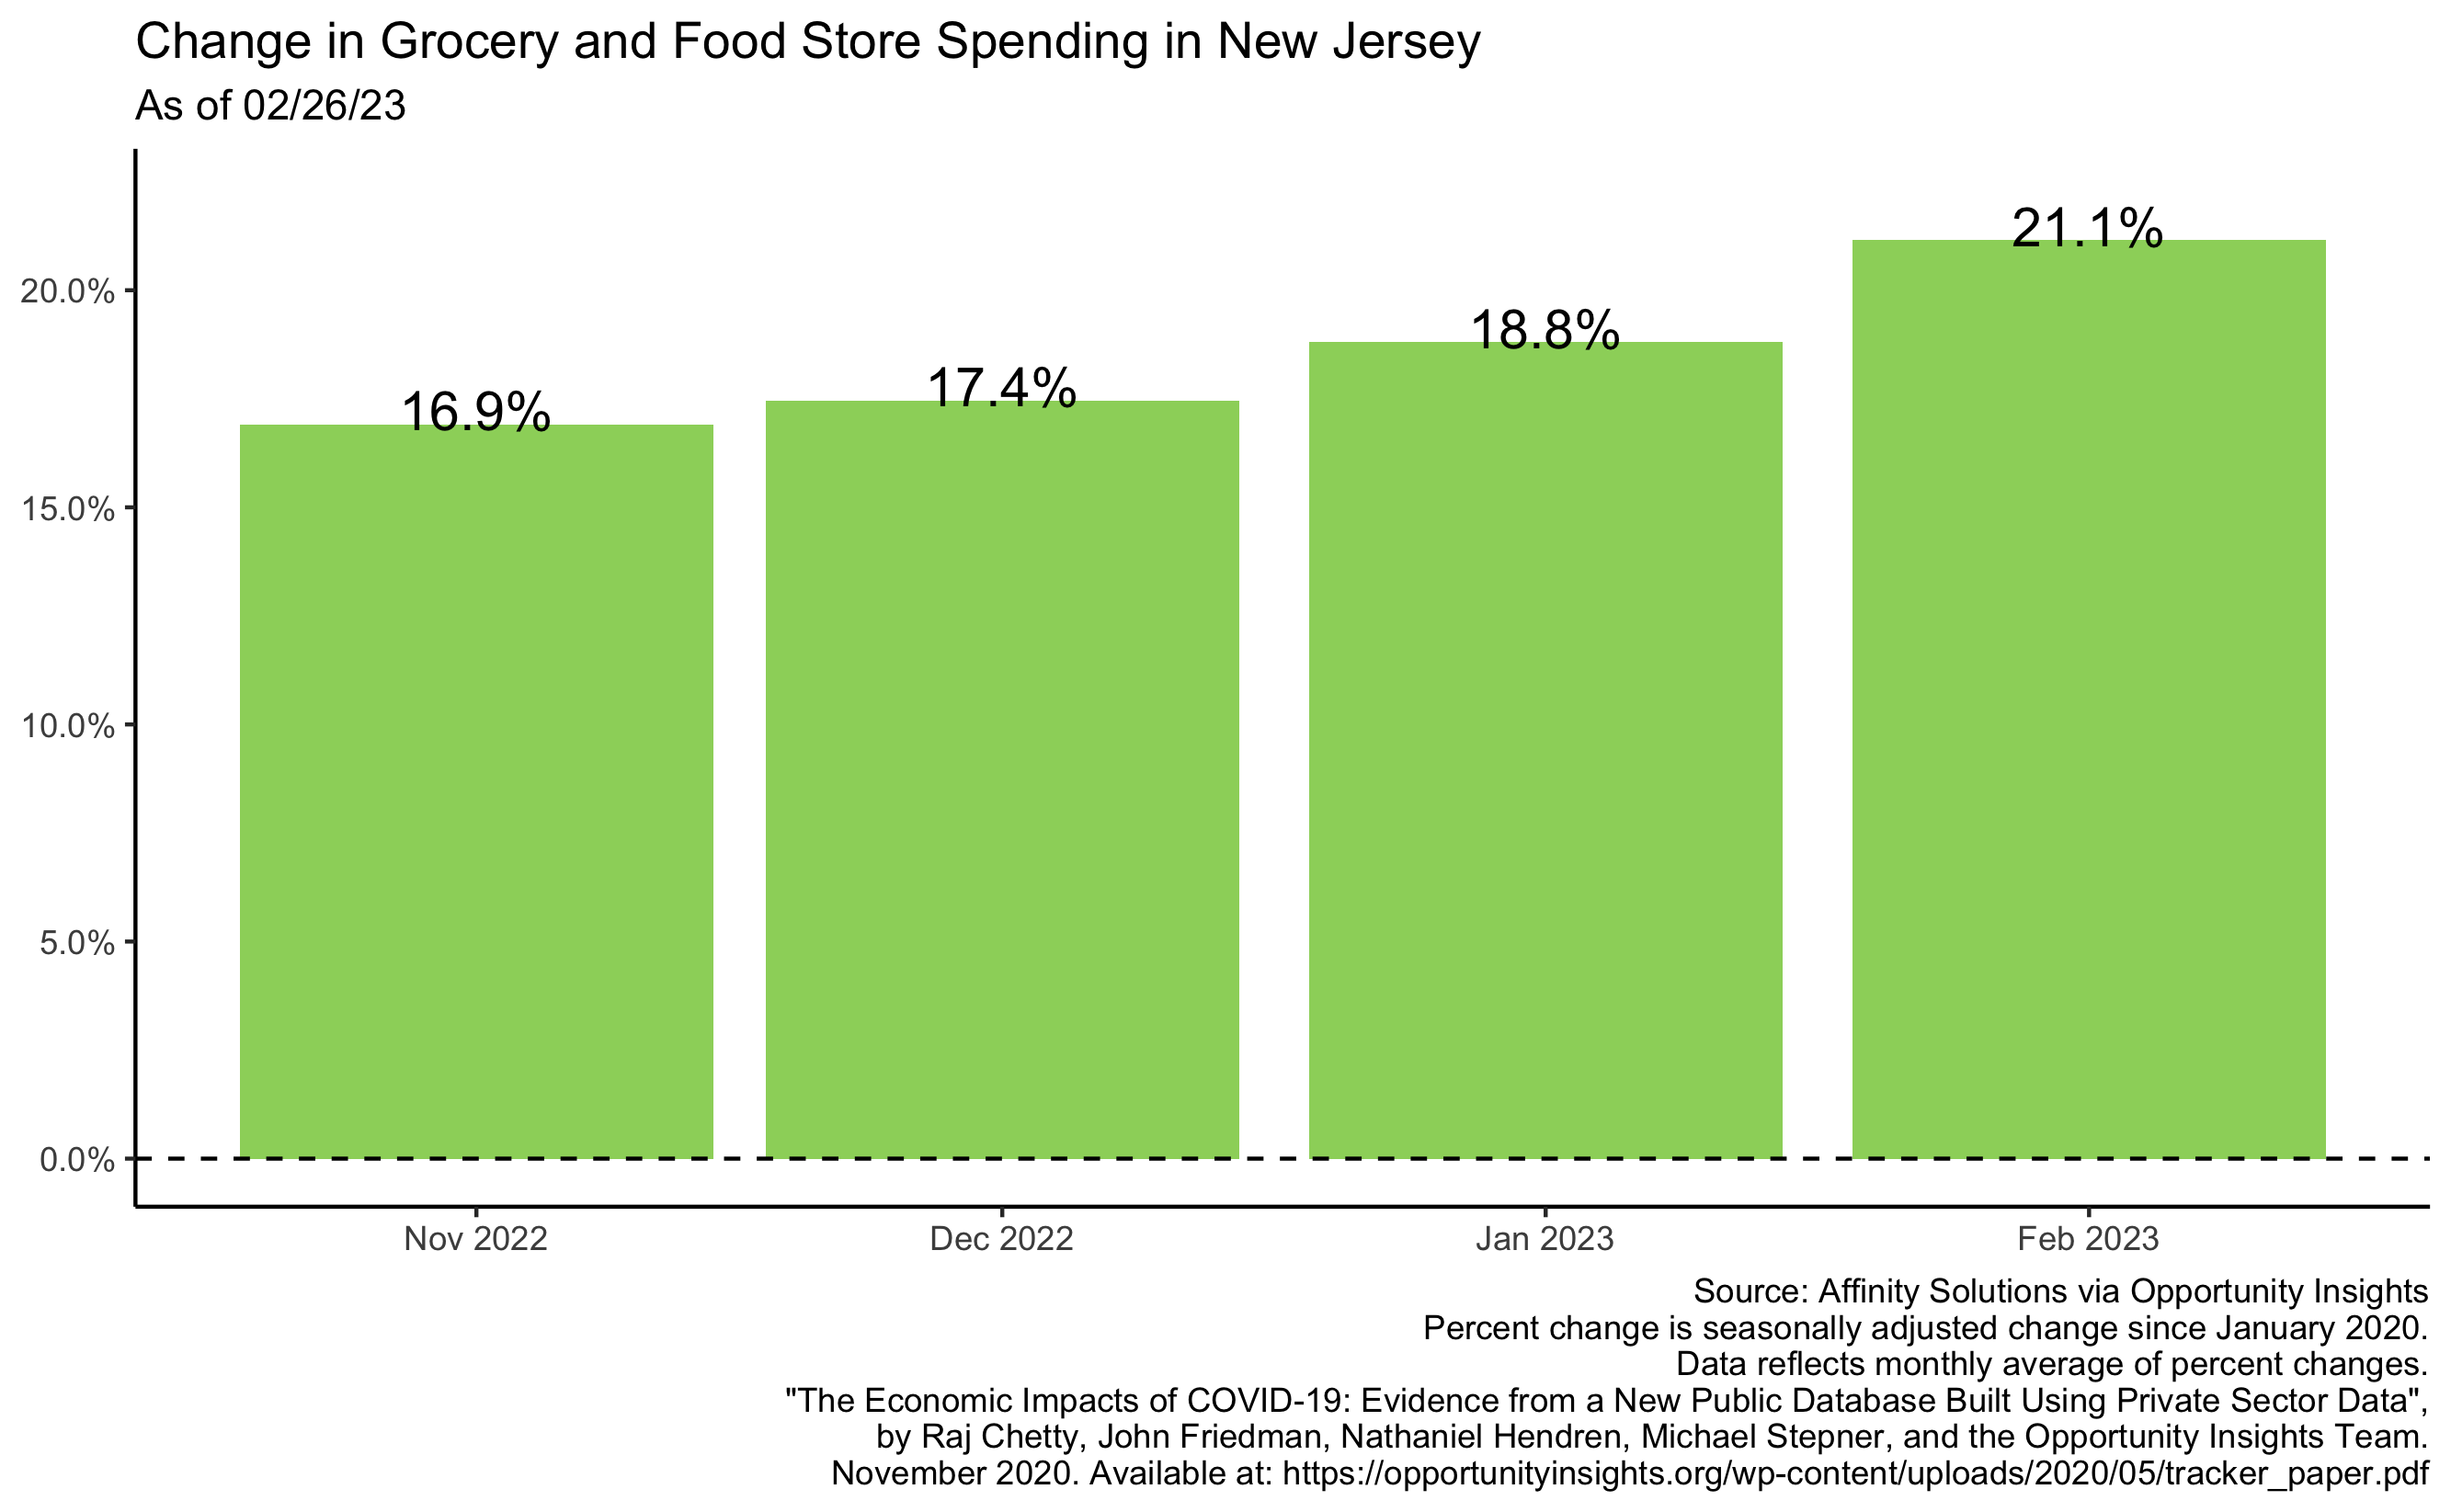 Change in Grocery and Food Store Spending in New Jersey
As of 02/26/23
21.1%
20.0%
18.8%
17.4%
16.9%
15.0%
10.0%
5.0%
0.0%
Nov 2022 Dec 2022 Jan 2023 Feb 2023
Source: Affinity Solutions via Opportunity Insights
Percent change is seasonally adjusted change since January 2020.
Data reflects monthly average of percent changes.
"The Economic Impacts of COVID-19: Evidence from a New Public Database Built Using Private Sector Data",
by Raj Chetty, John Friedman, Nathaniel Hendren, Michael Stepner, and the Opportunity Insights Team.
November 2020. Available at: https://opportunityinsights.org/wp-content/uploads/2020/05/tracker_paper.pdf